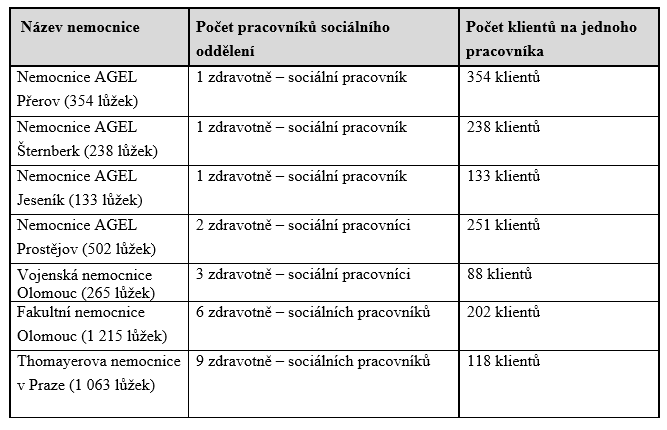 Název nemocnice
Počet pracovníků sociálního
oddělení
Počet klientů na jednoho
pracovníka
Nemocnice AGEL
Přerov (354 lůžek)
1 zdravotně – sociální pracovník
354 klientů
Nemocnice AGEL
Šternberk (238 lůžek)
1 zdravotně – sociální pracovník
238 klientů
Nemocnice AGEL
Jeseník (133 lůžek)
1 zdravotně – sociální pracovník
133 klientů
Nemocnice AGEL
Prostějov (502 lůžek)
2 zdravotně – sociální pracovníci
251 klientů
Vojenská nemocnice
Olomouc (265 lůžek)
3 zdravotně – sociální pracovníci
88 klientů
Fakultní nemocnice
Olomouc (1 215 lůžek)
6 zdravotně – sociálních pracovníků
202 klientů
Thomayerova nemocnice
v Praze (1 063 lůžek)
9 zdravotně – sociálních pracovníků
118 klientů